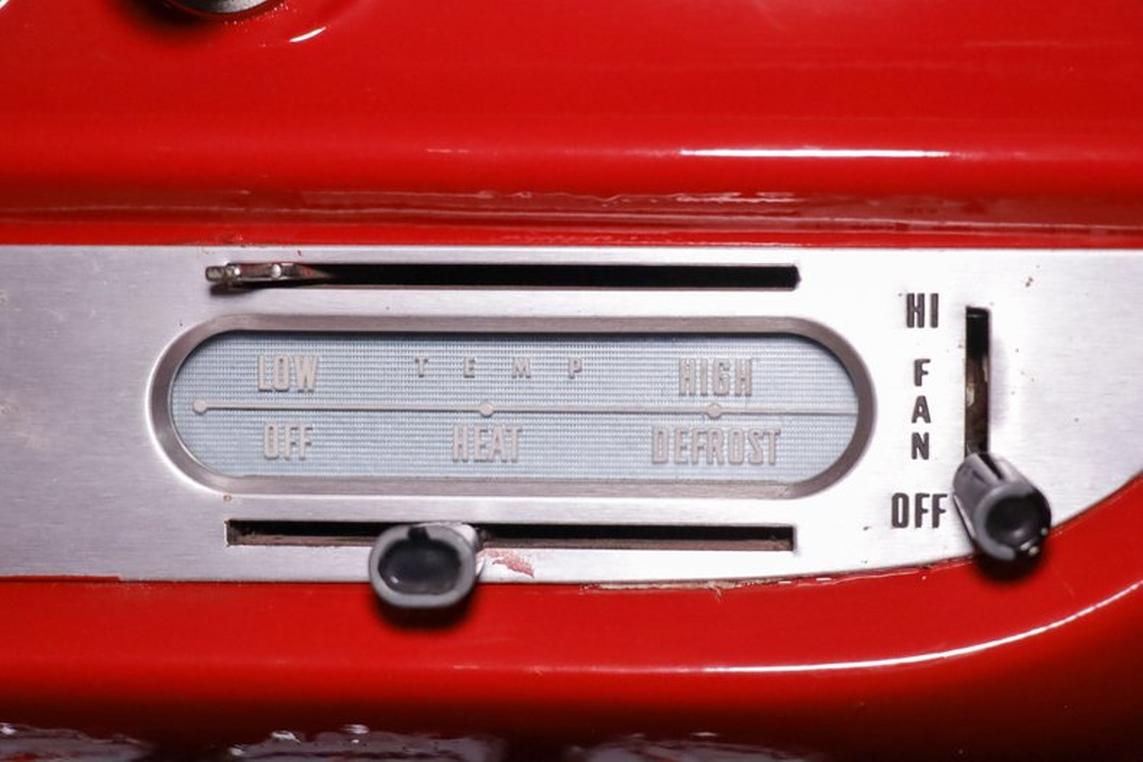 LOW TEMP HIGH
OFF HEAT DEFROST
HI
FAN
OFF